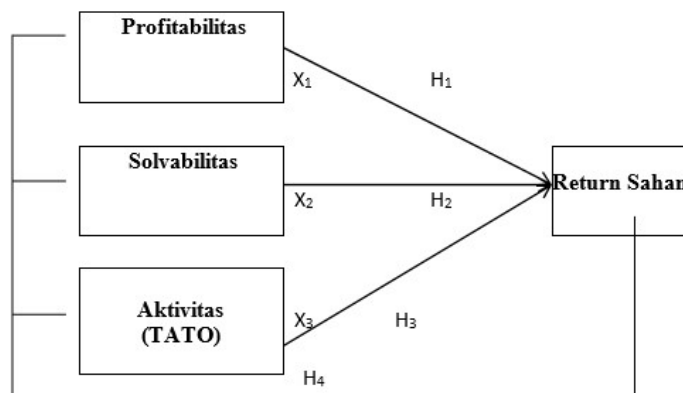 Profitabilitas
X₁ H₁
Solvabilitas
Return Saham
X₂ H₂
Aktivitas
(TATO)
X₃ H₃
H₄